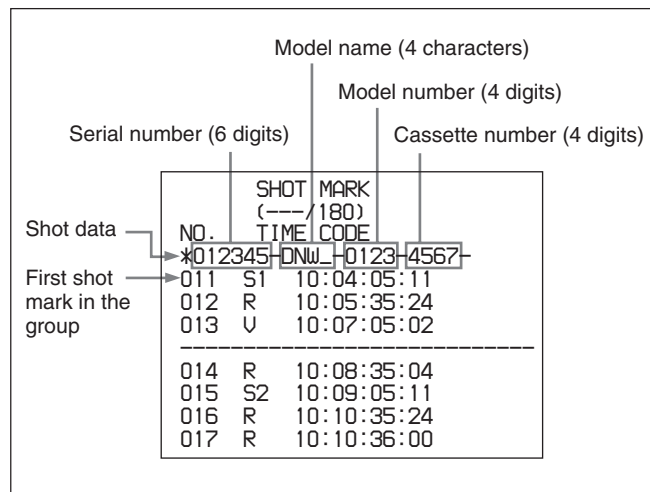 Model name (4 characters)
Model number (4 digits)
Serial number (6 digits)
Cassette number (4 digits)
SHOT MARK
(---/180)
Shot data
NO. TIME CODE
*012345-DNW_-0123-4567-
First shot mark in the group
011 S1 10:04:05:11
012 R 10:05:35:24
013 V 10:07:05:02
------------------------------
014 R 10:08:35:04
015 S2 10:09:05:11
016 R 10:10:35:24
017 R 10:10:36:00